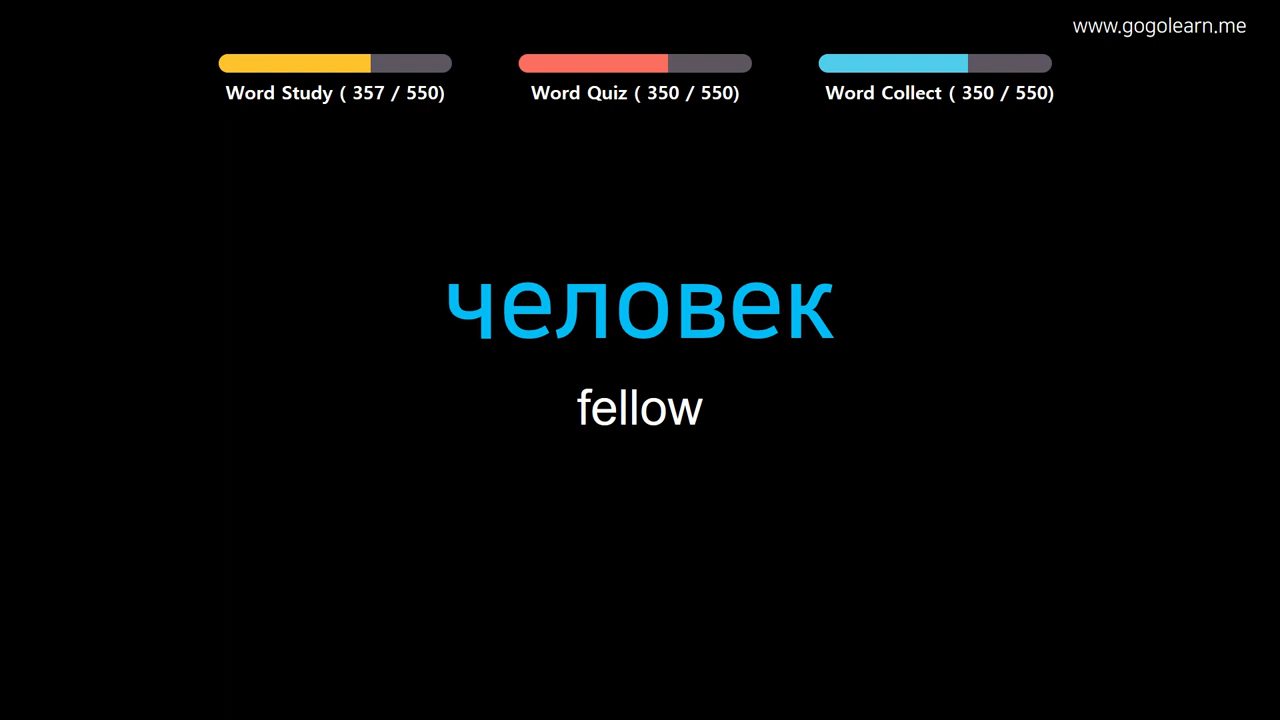 www.gogolearn.me
Word Study ( 357 / 550)
Word Quiz ( 350 / 550)
Word Collect ( 350 / 550)
человек
fellow